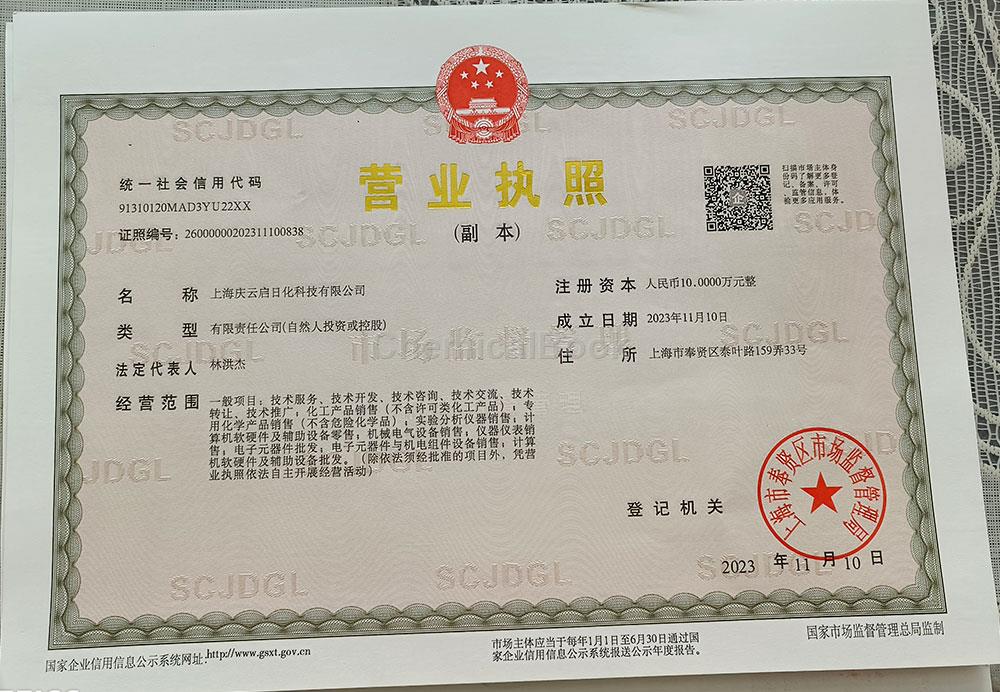 营业执照
(副 本)
统一社会信用代码
91310120MAD3YU22XX
证照编号：26000000202311100838
扫描市场主体身
份码了解更多登
记、备案、许可
、监管信息，体
验更多应用服务。
名 称 上海庆云启日化科技有限公司
类 型 有限责任公司(自然人投资或控股)
法定代表人 林洪杰
经营范围 一般项目：技术服务、技术开发、技术咨询、技术交流、技术
转让、技术推广；化工产品销售（不含许可类化工产品）；专
用化学产品销售（不含危险化学品）；实验分析仪器销售；计
算机软硬件及辅助设备零售；机械电气设备销售；仪器仪表销
售；电子元器件批发；电子元器件与机电组件设备销售；计算
机软硬件及辅助设备批发。（除依法须经批准的项目外，凭营
业执照依法自主开展经营活动）
注册资本 人民币10.0000万元整
成立日期 2023年11月10日
住 所 上海市奉贤区泰叶路159弄33号
登记机关
上海市奉贤区市场监督管理局
2023 年 11 月 10 日
国家企业信用信息公示系统网址:http://www.gsxt.gov.cn
市场主体应当于每年1月1日至6月30日通过国
家企业信用信息公示系统报送公示年度报告。
国家市场监督管理总局监制
SCJDGL
ChemicalBook